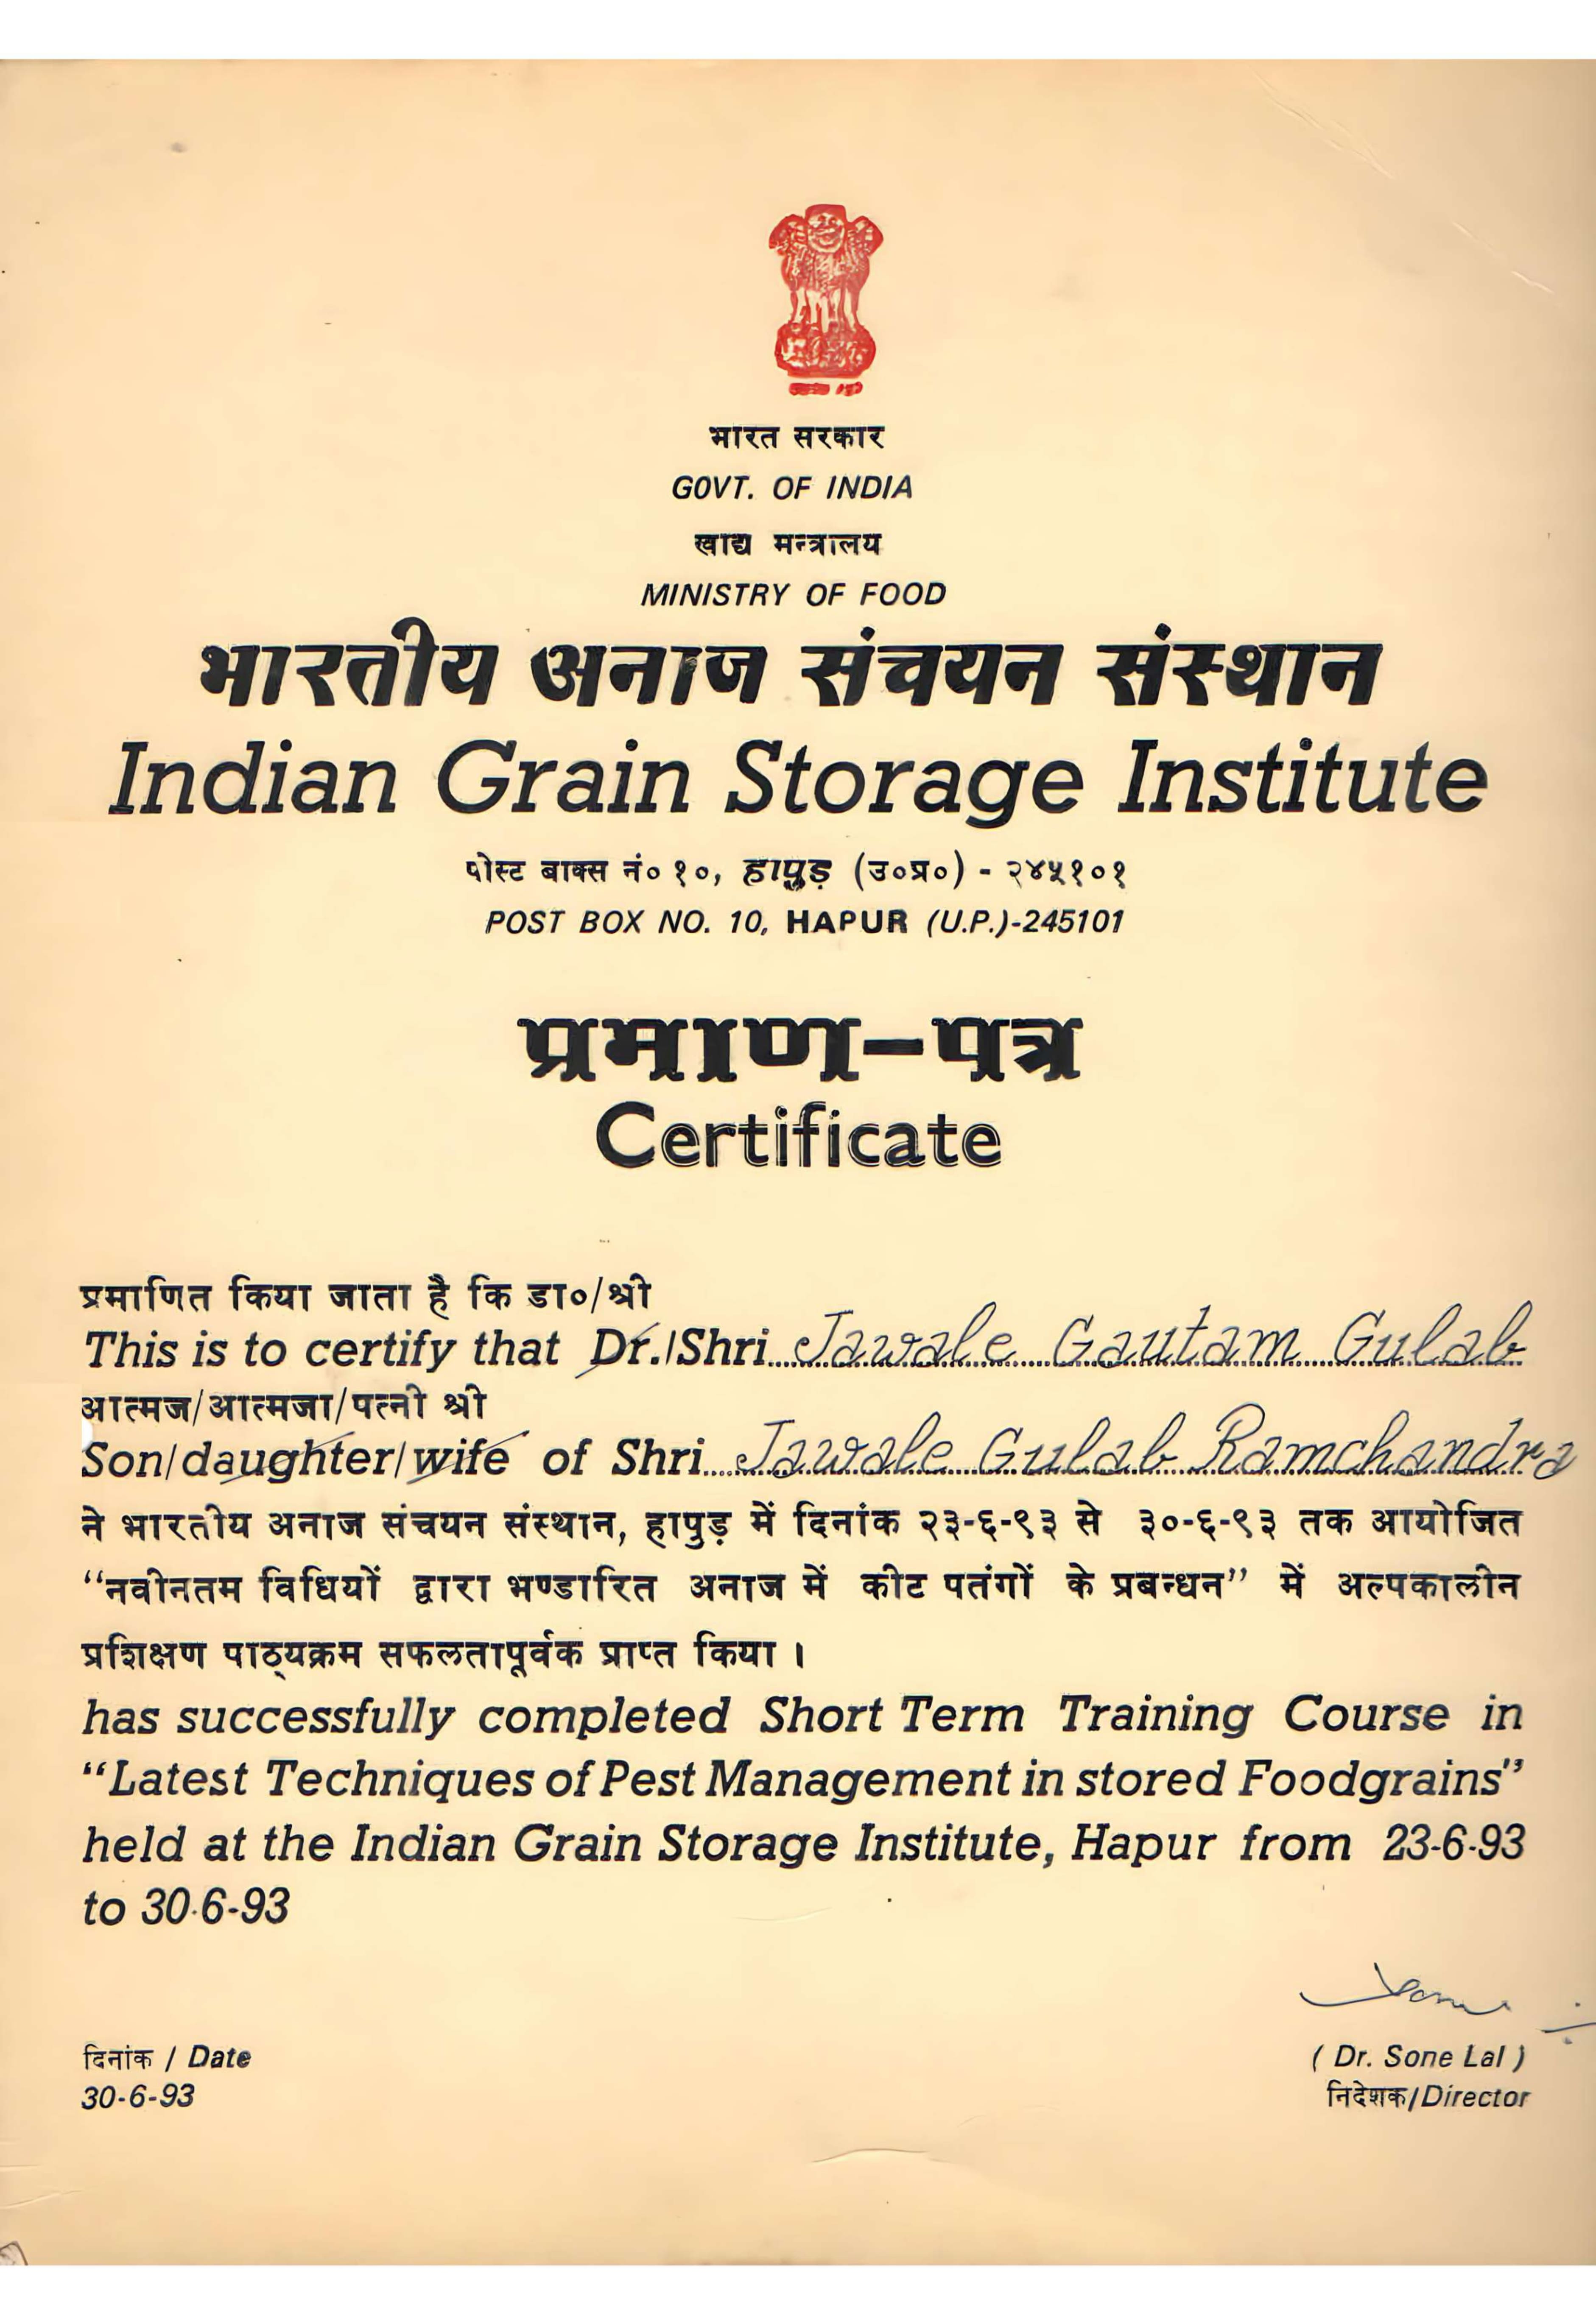 भारत सरकार
GOVT. OF INDIA
खाद्य मन्त्रालय
MINISTRY OF FOOD
भारतीय अनाज संचयन संस्थान
Indian Grain Storage Institute
पोस्ट बाक्स नं० १०, हापुड़ (उ०प्र०) - २४५१०१
POST BOX NO. 10, HAPUR (U.P.)-245101
प्रमाण-पत्र
Certificate
प्रमाणित किया जाता है कि डा०/श्री
This is to certify that Dr./Shri Jawale Gautam Gulab
आत्मज/आत्मजा/पत्नी श्री
Son/daughter/wife of Shri Jawale Gulab Ramchandra
ने भारतीय अनाज संचयन संस्थान, हापुड़ में दिनांक २३-६-९३ से ३०-६-९३ तक आयोजित
“नवीनतम विधियों द्वारा भण्डारित अनाज में कीट पतंगों के प्रबन्धन” में अल्पकालीन
प्रशिक्षण पाठ्यक्रम सफलतापूर्वक प्राप्त किया ।
has successfully completed Short Term Training Course in
“Latest Techniques of Pest Management in stored Foodgrains”
held at the Indian Grain Storage Institute, Hapur from 23-6-93
to 30-6-93
दिनांक / Date
30-6-93
( Dr. Sone Lal )
निदेशक/Director